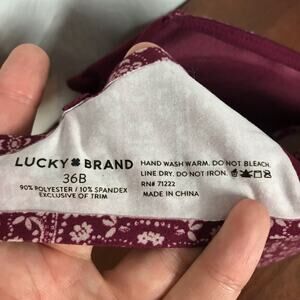 LUCKY BRAND
36B
90% POLYESTER / 10% SPANDEX
EXCLUSIVE OF TRIM
HAND WASH WARM. DO NOT BLEACH.
LINE DRY. DO NOT IRON.
RN# 71222
MADE IN CHINA